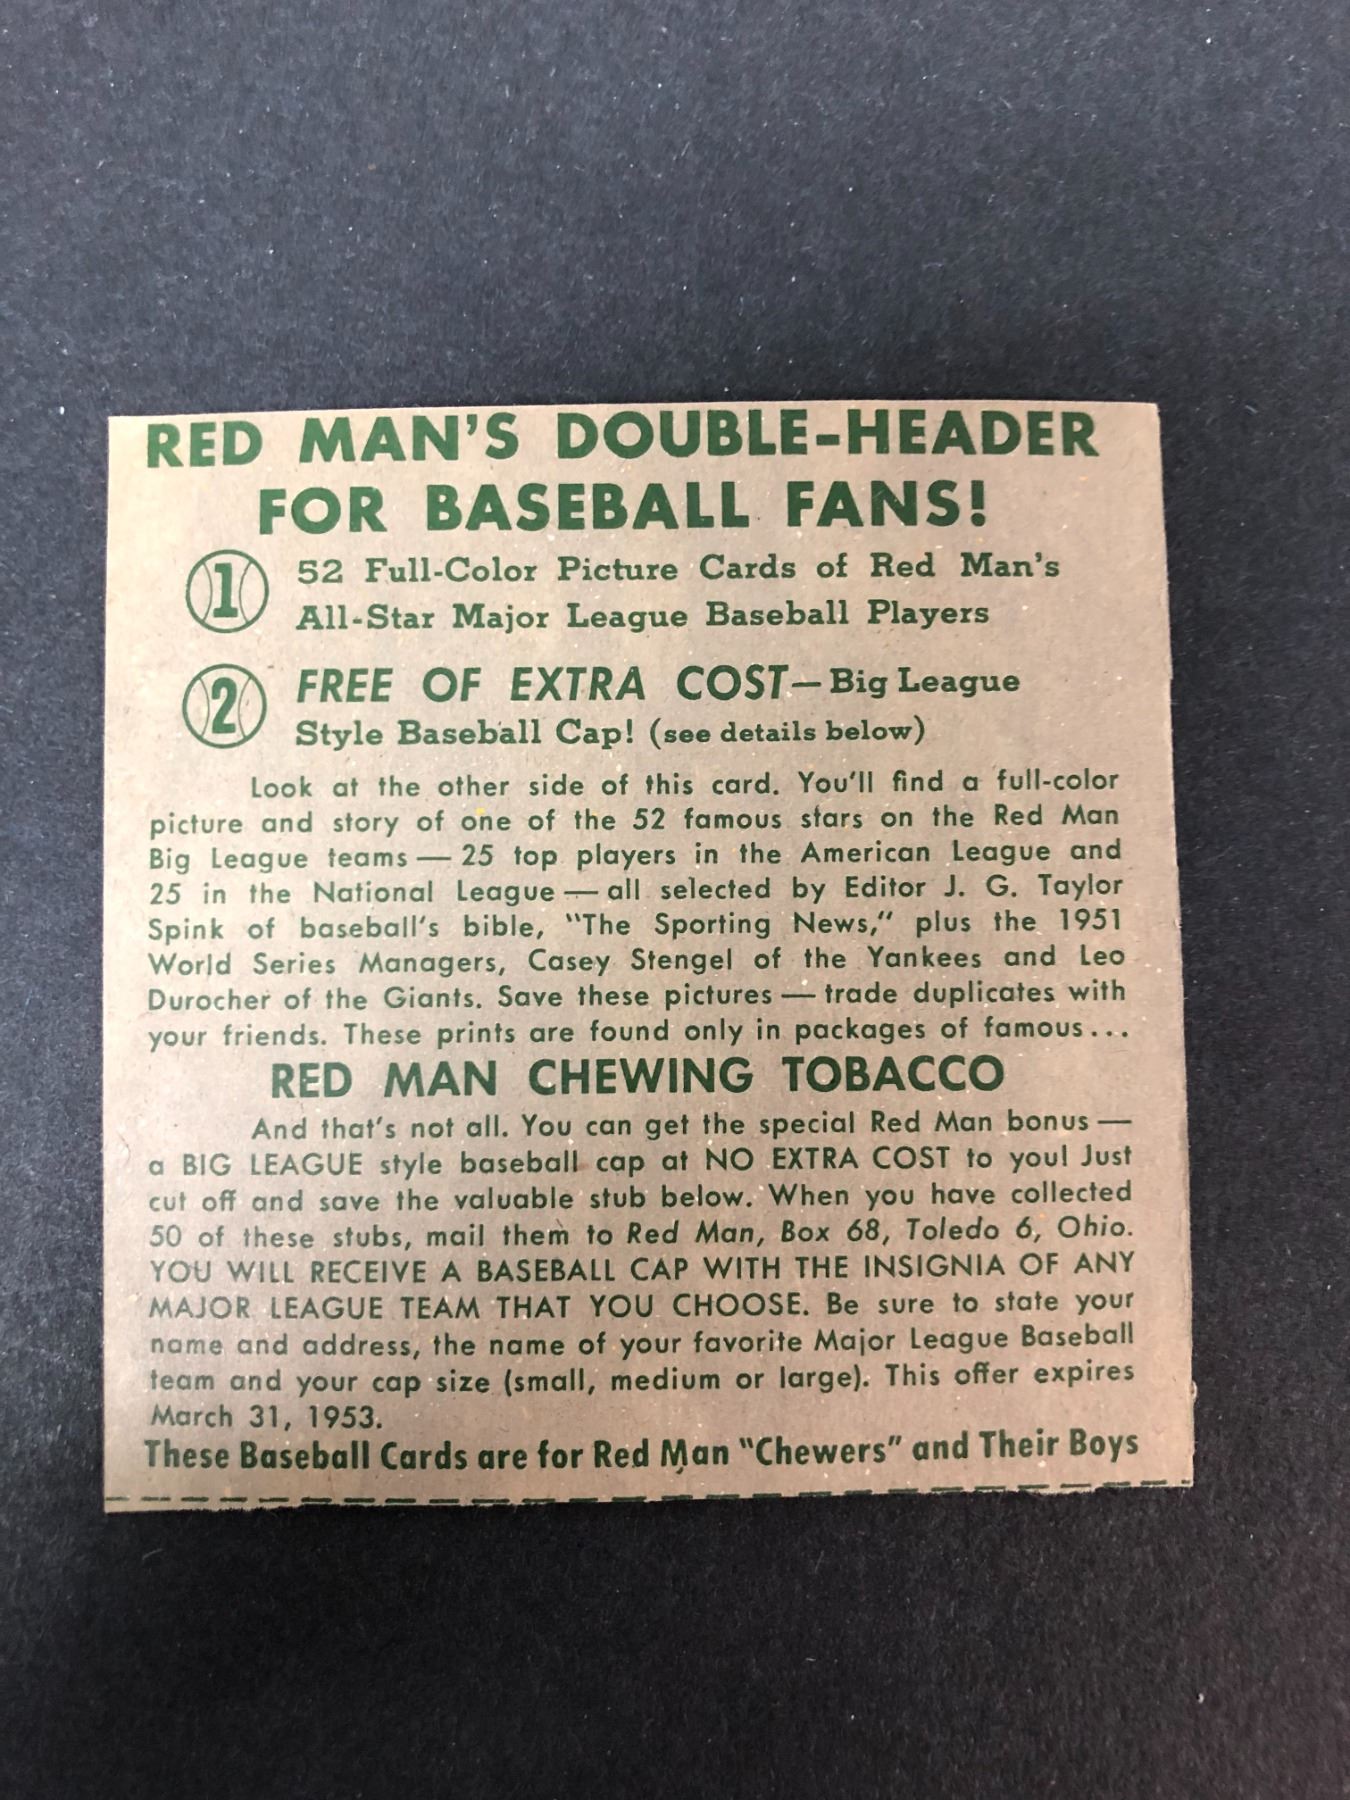 RED MAN'S DOUBLE-HEADER
FOR BASEBALL FANS!
1 52 Full-Color Picture Cards of Red Man's
All-Star Major League Baseball Players
2 FREE OF EXTRA COST—Big League
Style Baseball Cap! (see details below)
Look at the other side of this card. You'll find a full-color
picture and story of one of the 52 famous stars on the Red Man
Big League teams — 25 top players in the American League and
25 in the National League — all selected by Editor J. G. Taylor
Spink of baseball's bible, "The Sporting News," plus the 1951
World Series Managers, Casey Stengel of the Yankees and Leo
Durocher of the Giants. Save these pictures — trade duplicates with
your friends. These prints are found only in packages of famous...
RED MAN CHEWING TOBACCO
And that's not all. You can get the special Red Man bonus —
a BIG LEAGUE style baseball cap at NO EXTRA COST to you! Just
cut off and save the valuable stub below. When you have collected
50 of these stubs, mail them to Red Man, Box 68, Toledo 6, Ohio.
YOU WILL RECEIVE A BASEBALL CAP WITH THE INSIGNIA OF ANY
MAJOR LEAGUE TEAM THAT YOU CHOOSE. Be sure to state your
name and address, the name of your favorite Major League Baseball
team and your cap size (small, medium or large). This offer expires
March 31, 1953.
These Baseball Cards are for Red Man "Chewers" and Their Boys